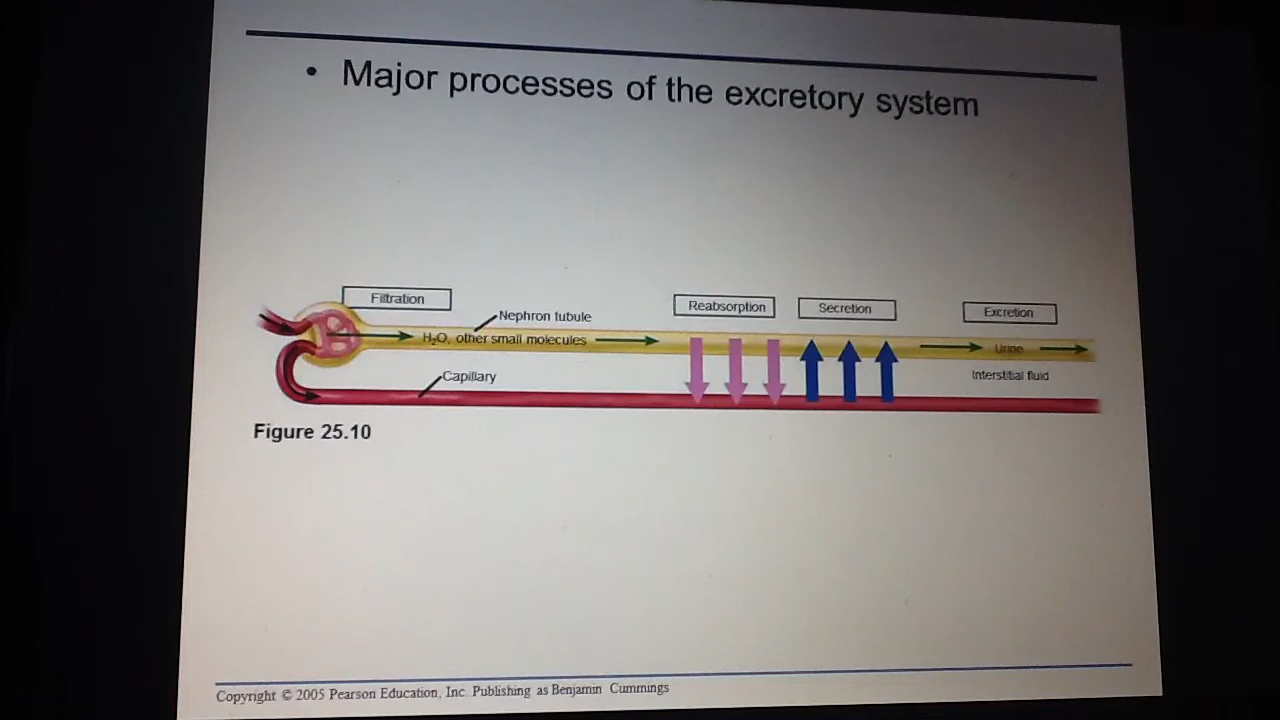 • Major processes of the excretory system
Filtration
Reabsorption
Secretion
Excretion
Nephron tubule
H₂O, other small molecules
Urine
Capillary
Interstitial fluid
Figure 25.10
Copyright © 2005 Pearson Education, Inc. Publishing as Benjamin Cummings